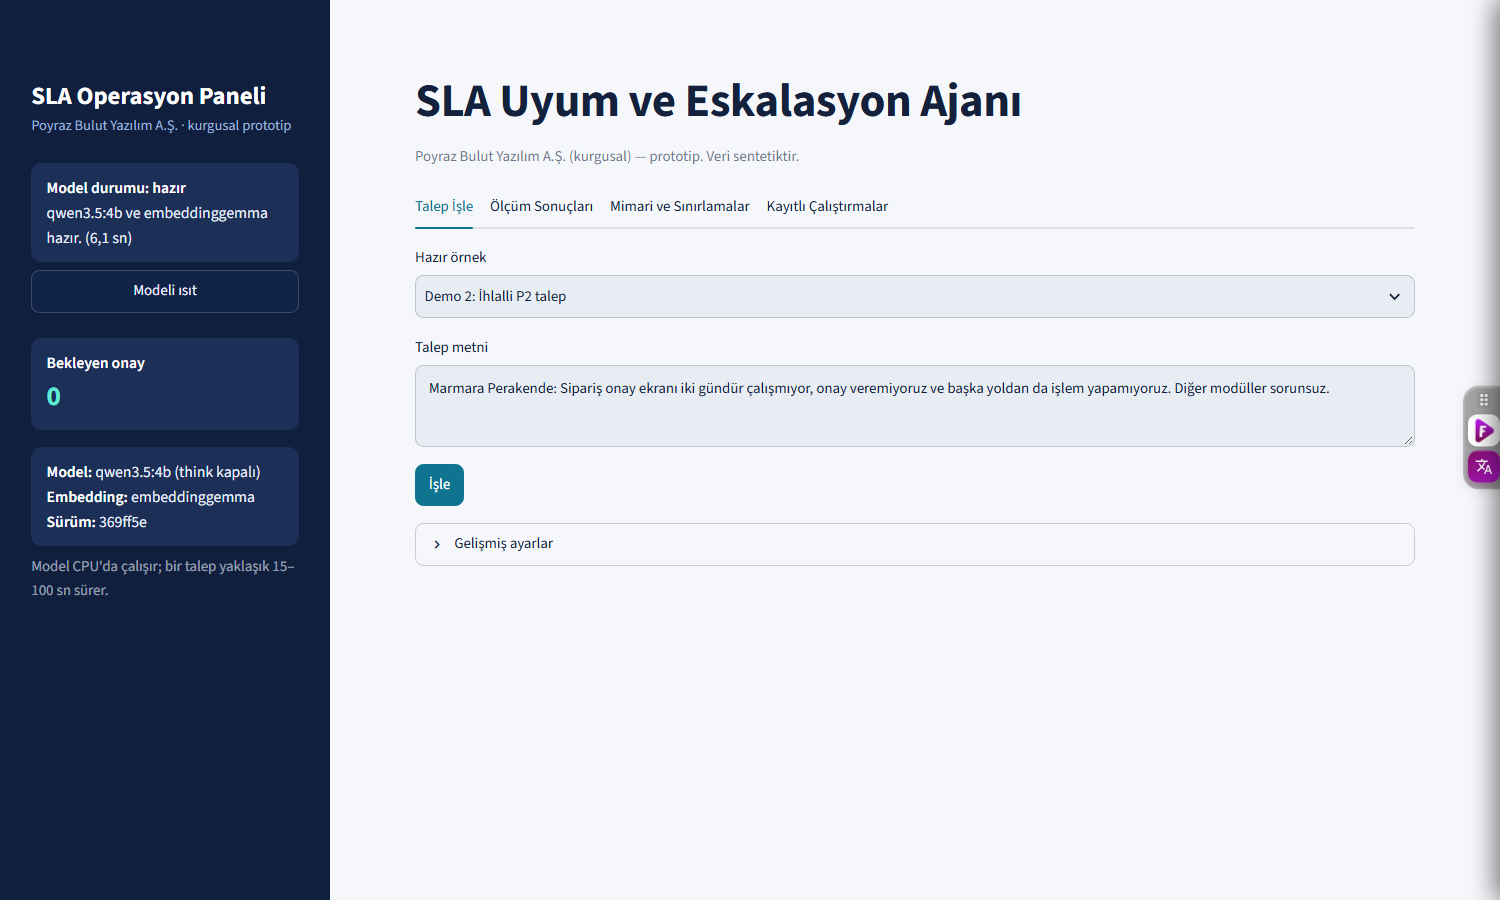 SLA Operasyon Paneli
Poyraz Bulut Yazılım A.Ş. · kurgusal prototip
Model durumu: hazır
qwen3.5:4b ve embeddinggemma
hazır. (6,1 sn)
Modeli ısıt
Bekleyen onay
0
Model: qwen3.5:4b (think kapalı)
Embedding: embeddinggemma
Sürüm: 369ff5e
Model CPU'da çalışır; bir talep yaklaşık 15–
100 sn sürer.
SLA Uyum ve Eskalasyon Ajanı
Poyraz Bulut Yazılım A.Ş. (kurgusal) — prototip. Veri sentetiktir.
Talep İşle Ölçüm Sonuçları Mimari ve Sınırlamalar Kayıtlı Çalıştırmalar
Hazır örnek
Demo 2: İhlalli P2 talep
Talep metni
Marmara Perakende: Sipariş onay ekranı iki gündür çalışmıyor, onay veremiyoruz ve başka yoldan da işlem yapamıyoruz. Diğer modüller sorunsuz.
İşle
Gelişmiş ayarlar